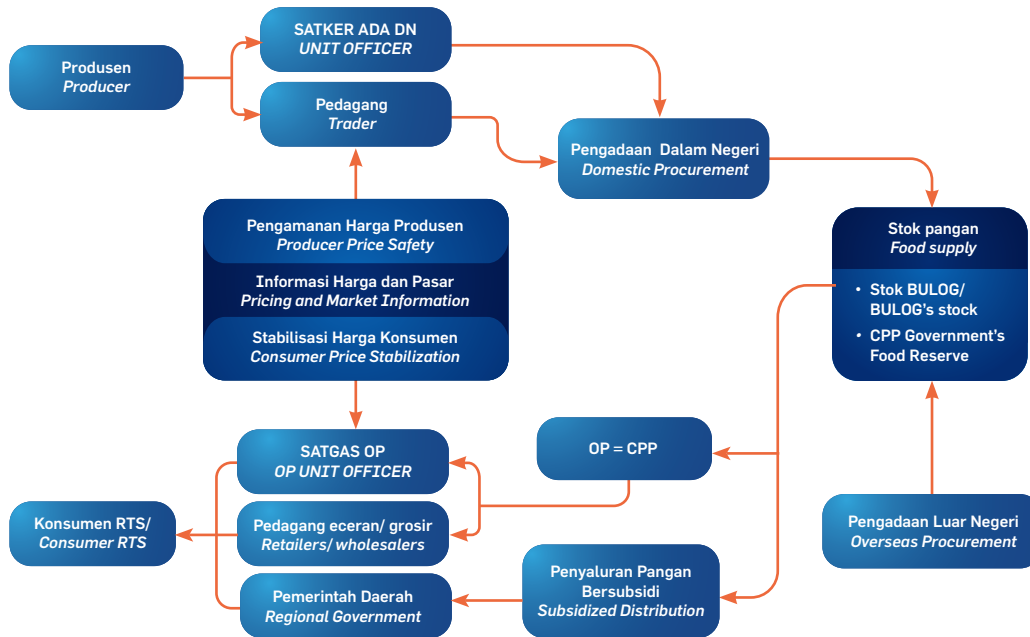 SATKER ADA DN
UNIT OFFICER
Produsen
Producer
Pedagang
Trader
Pengadaan Dalam Negeri
Domestic Procurement
Pengamanan Harga Produsen
Producer Price Safety
Informasi Harga dan Pasar
Pricing and Market Information
Stabilisasi Harga Konsumen
Consumer Price Stabilization
Stok pangan
Food supply
• Stok BULOG/
BULOG's stock
• CPP Government's
Food Reserve
SATGAS OP
OP UNIT OFFICER
OP = CPP
Konsumen RTS/
Consumer RTS
Pedagang eceran/ grosir
Retailers/ wholesalers
Pengadaan Luar Negeri
Overseas Procurement
Pemerintah Daerah
Regional Government
Penyaluran Pangan
Bersubsidi
Subsidized Distribution